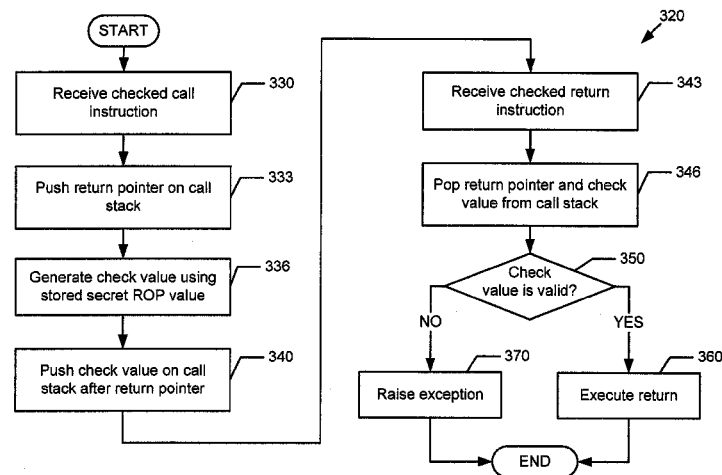 START
320
Receive checked call
instruction
330
Push return pointer on call
stack
333
Generate check value using
stored secret ROP value
336
Push check value on call
stack after return pointer
340
Receive checked return
instruction
343
Pop return pointer and check
value from call stack
346
Check
value is valid?
350
NO
YES
Raise exception
370
Execute return
360
END